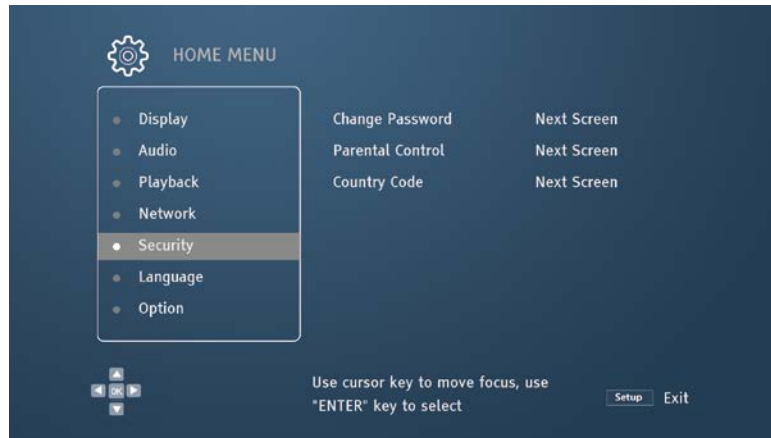 HOME MENU
Display
Audio
Playback
Network
Security
Language
Option
Change Password Next Screen
Parental Control Next Screen
Country Code Next Screen
OK
Use cursor key to move focus, use
"ENTER" key to select
Setup Exit